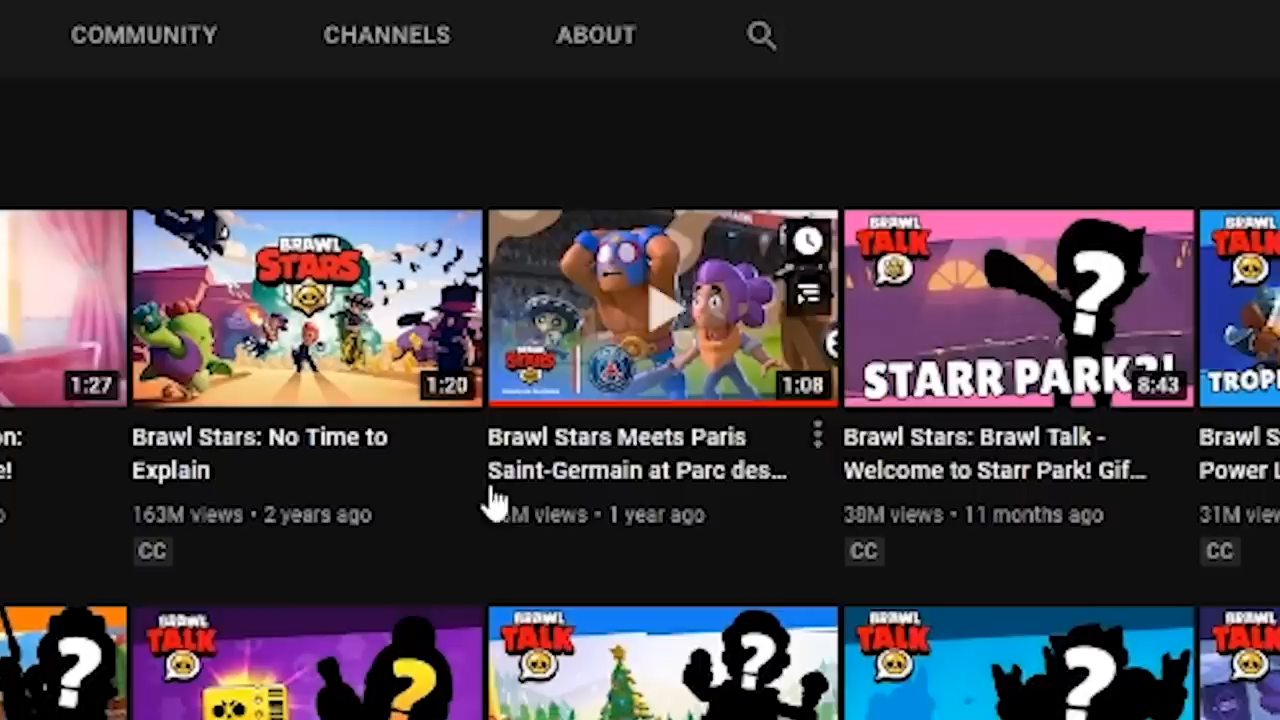 COMMUNITY CHANNELS ABOUT
BRAWL
STARS
BRAWL
TALK
BRAWL
TALK
STARR PARK?!
1:27
1:20
STARS
1:08
8:43
on:
e!
Brawl Stars: No Time to
Explain
Brawl Stars Meets Paris
Saint-Germain at Parc des...
Brawl Stars: Brawl Talk -
Welcome to Starr Park! Gif...
Brawl S
Power L
163M views • 2 years ago
M views • 1 year ago
38M views • 11 months ago
31M view
CC
CC
CC
?
BRAWL
TALK
?
BRAWL
TALK
?
BRAWL
TALK
?
BRAWL
TALK